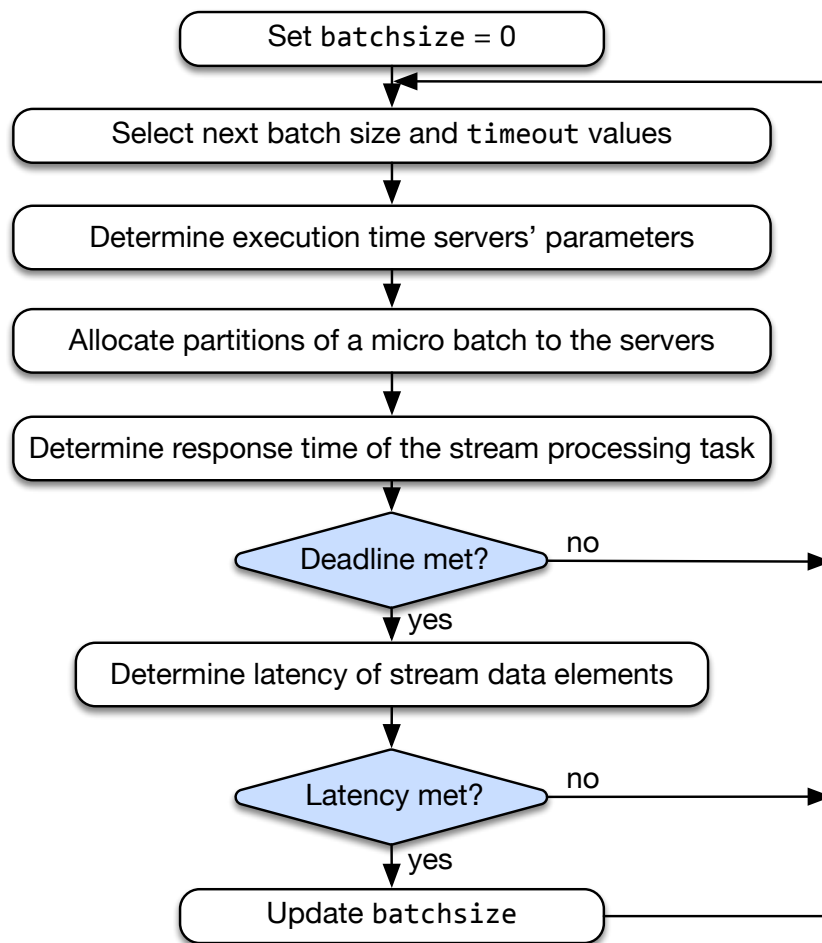 Set batchsize = 0
Select next batch size and timeout values
Determine execution time servers’ parameters
Allocate partitions of a micro batch to the servers
Determine response time of the stream processing task
Deadline met?
no
yes
Determine latency of stream data elements
Latency met?
no
yes
Update batchsize